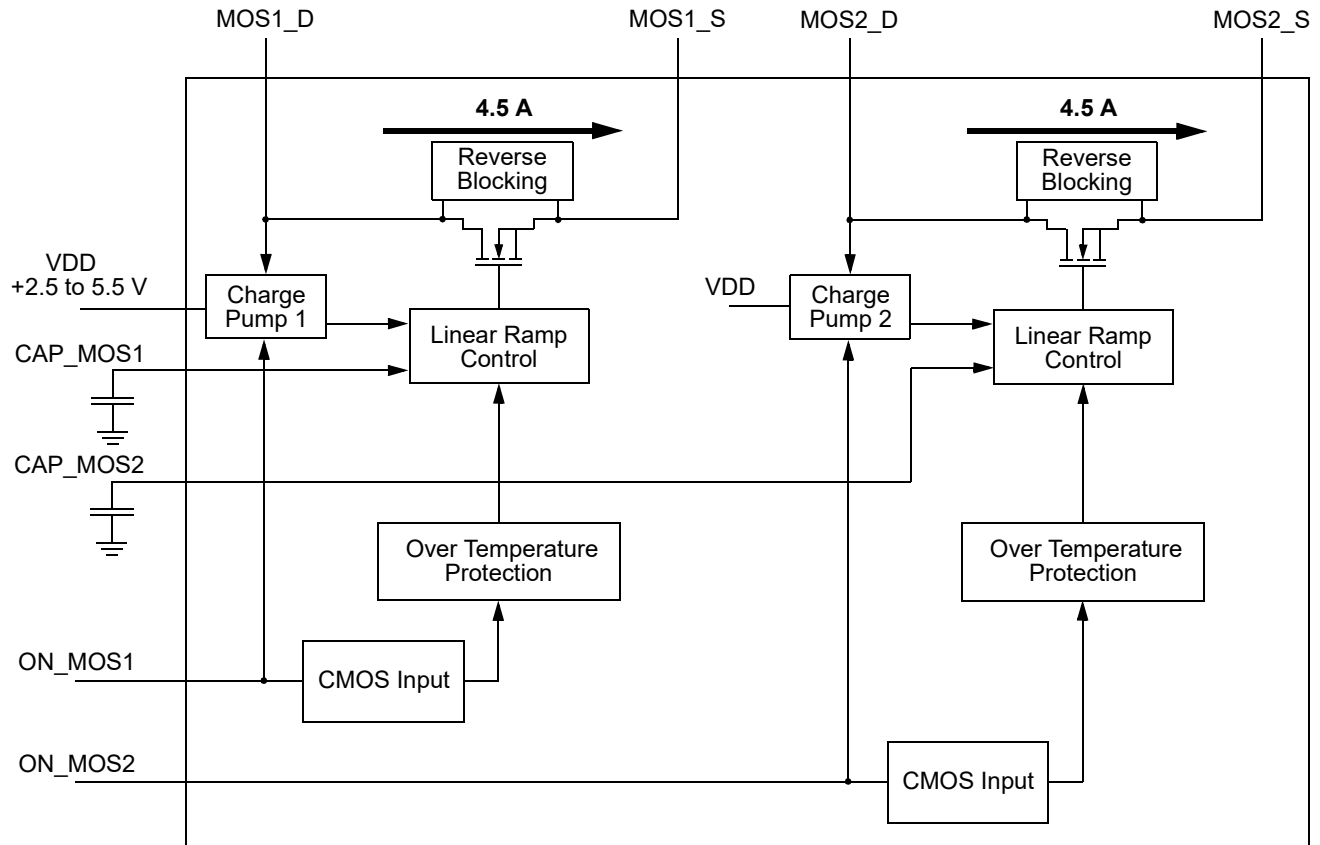 MOS1_D
MOS1_S
MOS2_D
MOS2_S
4.5 A
4.5 A
Reverse
Blocking
Reverse
Blocking
VDD
+2.5 to 5.5 V
Charge
Pump 1
VDD
Charge
Pump 2
Linear Ramp
Control
Linear Ramp
Control
CAP_MOS1
CAP_MOS2
Over Temperature
Protection
Over Temperature
Protection
ON_MOS1
CMOS Input
ON_MOS2
CMOS Input